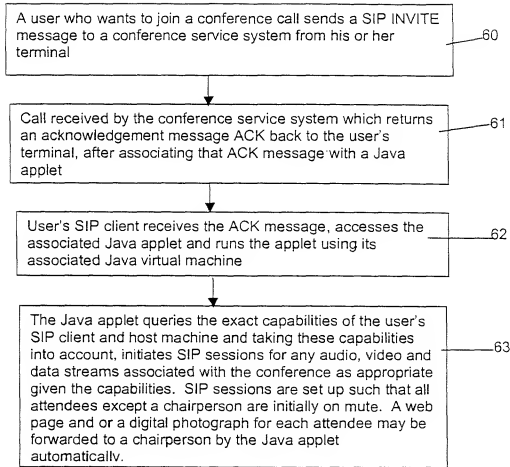 A user who wants to join a conference call sends a SIP INVITE
message to a conference service system from his or her
terminal
60
Call received by the conference service system which returns
an acknowledgement message ACK back to the user's
terminal, after associating that ACK message with a Java
applet
61
User's SIP client receives the ACK message, accesses the
associated Java applet and runs the applet using its
associated Java virtual machine
62
The Java applet queries the exact capabilities of the user's
SIP client and host machine and taking these capabilities
into account, initiates SIP sessions for any audio, video and
data streams associated with the conference as appropriate
given the capabilities.  SIP sessions are set up such that all
attendees except a chairperson are initially on mute.  A web
page and or a digital photograph for each attendee may be
forwarded to a chairperson by the Java applet
automatically.
63